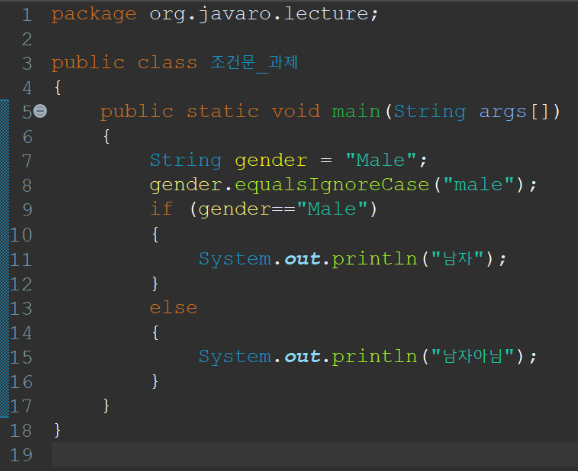 1 package org.javaro.lecture;
2
3 public class 조건문_과제
4 {
5 public static void main(String args[])
6 {
7 String gender = "Male";
8 gender.equalsIgnoreCase("male");
9 if (gender=="Male")
10 {
11 System.out.println("남자");
12 }
13 else
14 {
15 System.out.println("남자아님");
16 }
17 }
18 }
19